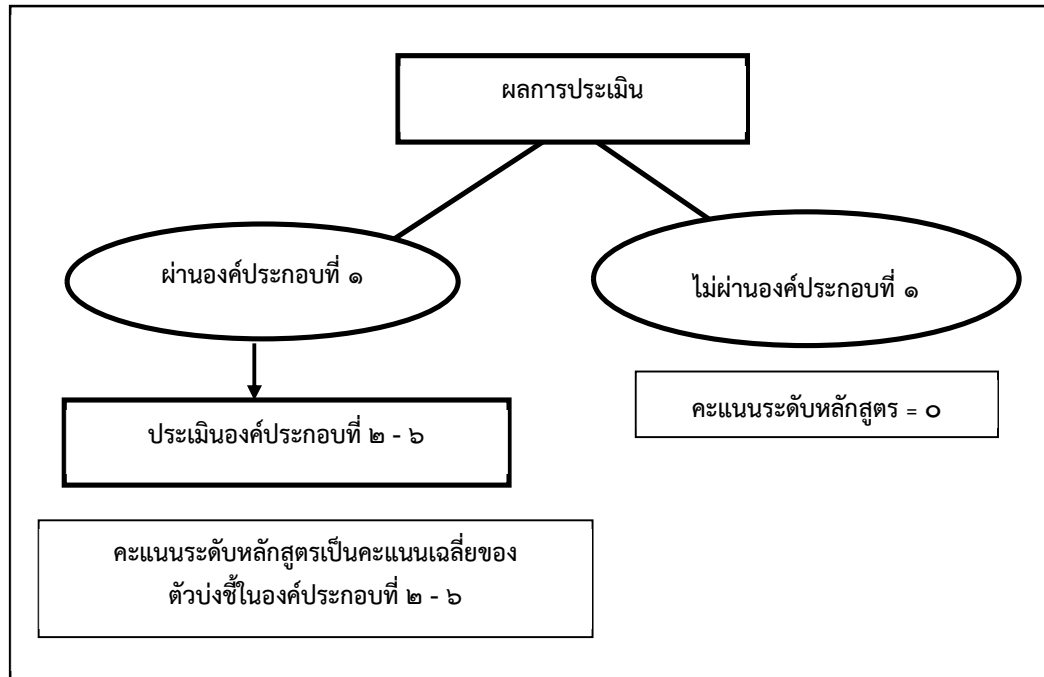 ผลการประเมิน
ผ่านองค์ประกอบที่ ๑
ไม่ผ่านองค์ประกอบที่ ๑
คะแนนระดับหลักสูตร = ๐
ประเมินองค์ประกอบที่ ๒ - ๖
คะแนนระดับหลักสูตรเป็นคะแนนเฉลี่ยของ
ตัวบ่งชี้ในองค์ประกอบที่ ๒ - ๖